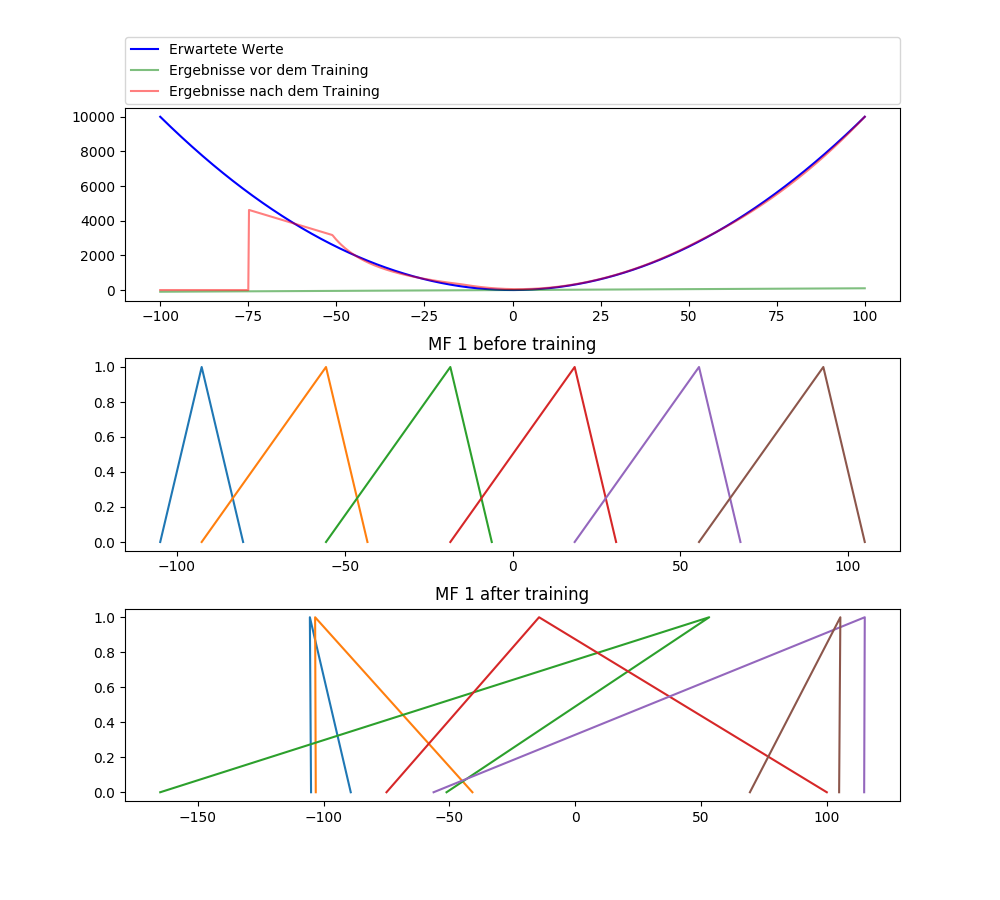 Erwartete Werte
Ergebnisse vor dem Training
Ergebnisse nach dem Training
10000
8000
6000
4000
2000
0
−100 −75 −50 −25 0 25 50 75 100
MF 1 before training
1.0
0.8
0.6
0.4
0.2
0.0
−100 −50 0 50 100
MF 1 after training
1.0
0.8
0.6
0.4
0.2
0.0
−150 −100 −50 0 50 100